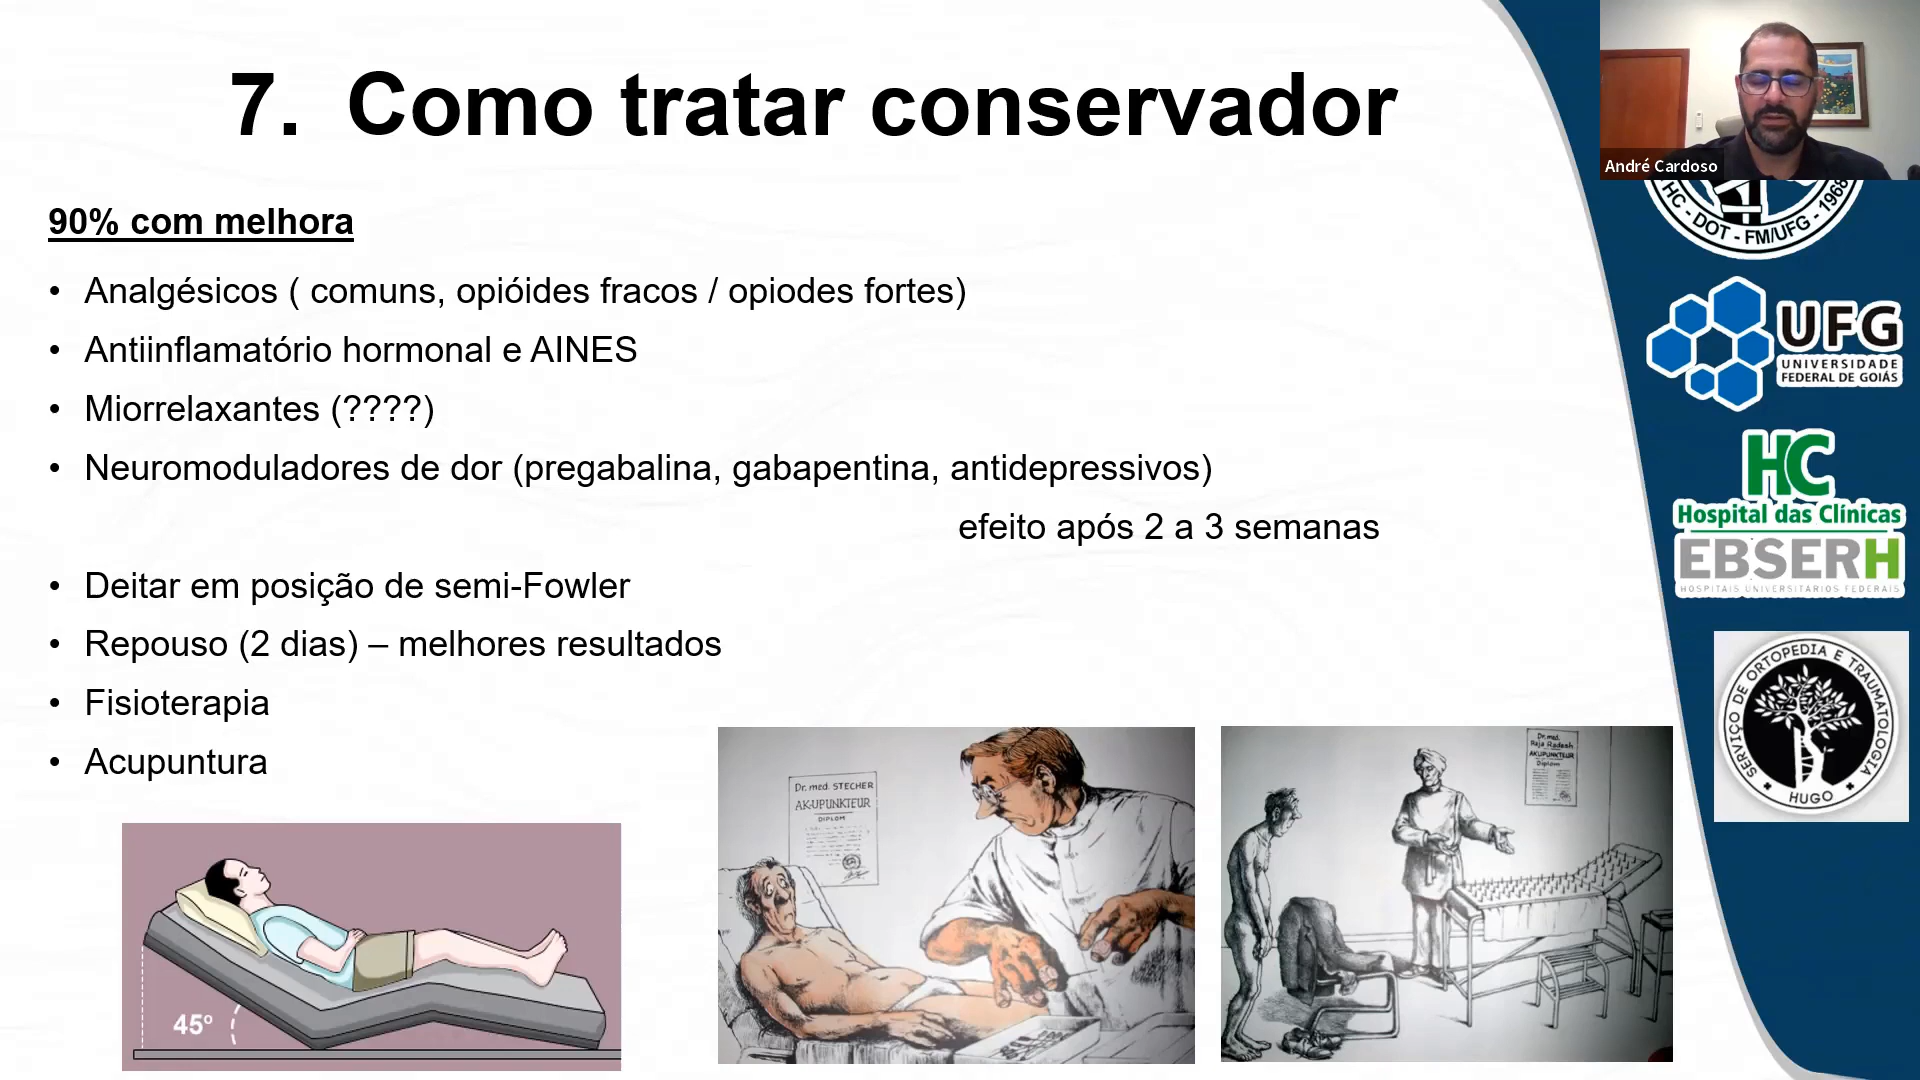 7. Como tratar conservador
90% com melhora
• Analgésicos ( comuns, opióides fracos / opiodes fortes)
• Antiinflamatório hormonal e AINES
• Miorrelaxantes (????)
• Neuromoduladores de dor (pregabalina, gabapentina, antidepressivos)
efeito após 2 a 3 semanas
• Deitar em posição de semi-Fowler
• Repouso (2 dias) – melhores resultados
• Fisioterapia
• Acupuntura
45º
Dr. med. STECHER
AKUPUNKTEUR
DIPLOM
Dr. med.
Raja Radesh
AKUPUNKTEUR
Diplom
André Cardoso
HC - DOT - FM/UFG - 1968
UFG
UNIVERSIDADE
FEDERAL DE GOIÁS
HC
Hospital das Clínicas
EBSERH
HOSPITAIS UNIVERSITÁRIOS FEDERAIS
SERVIÇO DE ORTOPEDIA E TRAUMATOLOGIA
HUGO